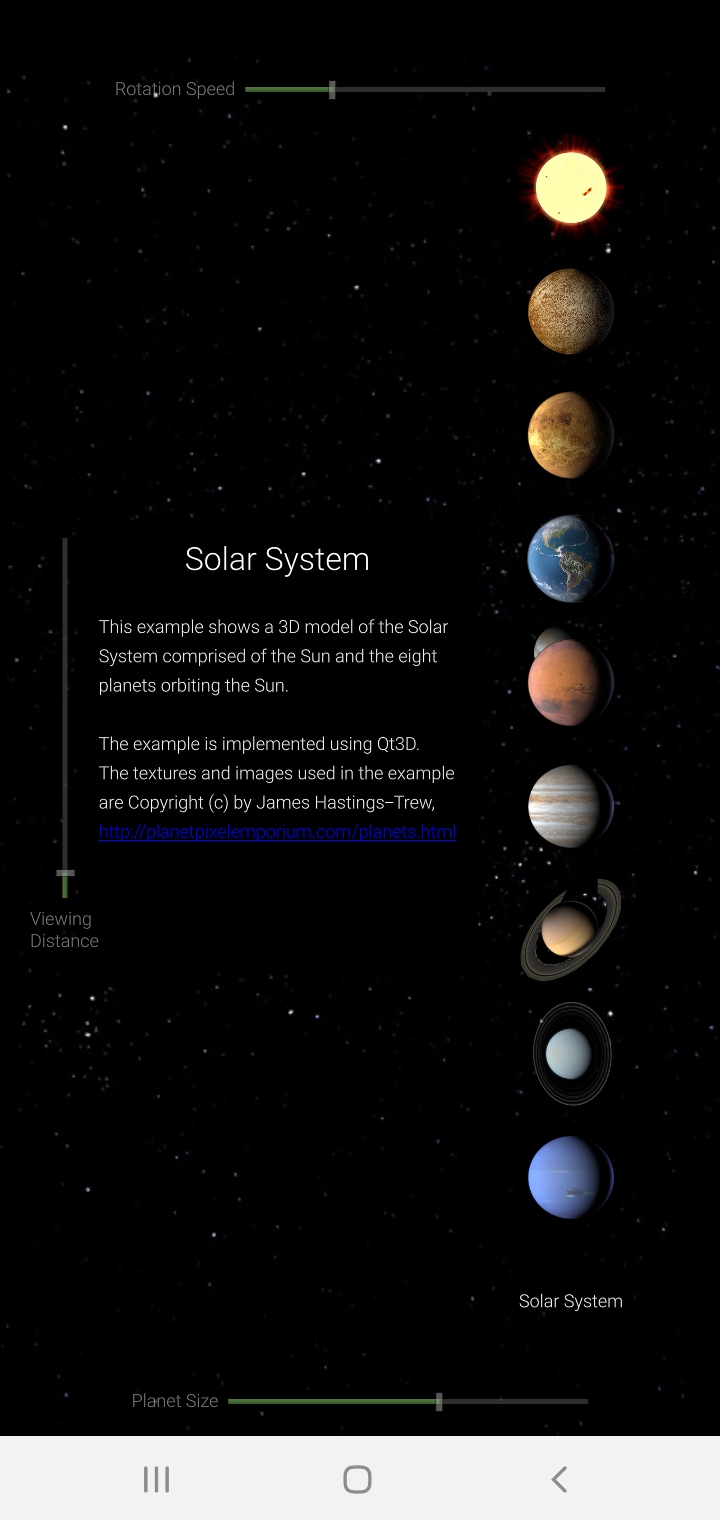 Rotation Speed
Solar System
This example shows a 3D model of the Solar
System comprised of the Sun and the eight
planets orbiting the Sun.
The example is implemented using Qt3D.
The textures and images used in the example
are Copyright (c) by James Hastings-Trew,
http://planetpixelemporium.com/planets.html
Viewing
Distance
Solar System
Planet Size